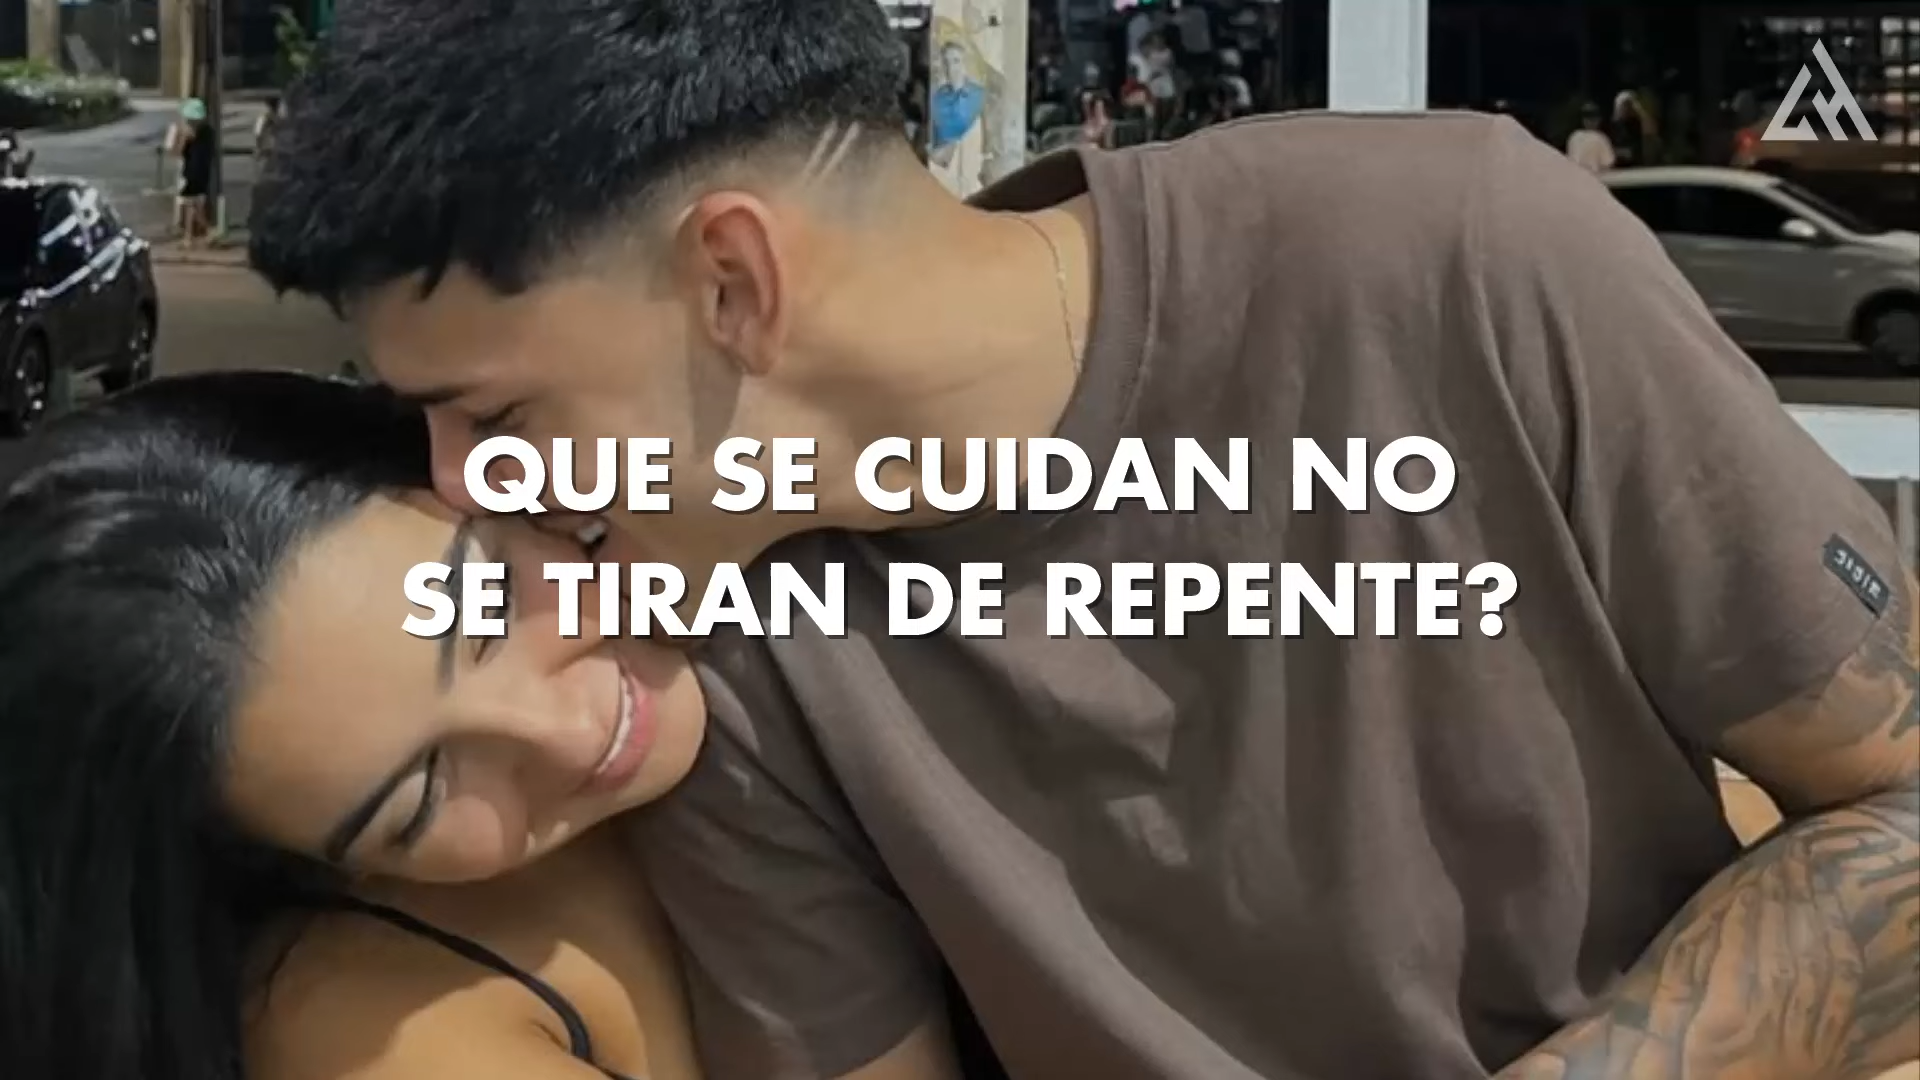 QUE SE CUIDAN NO
SE TIRAN DE REPENTE?